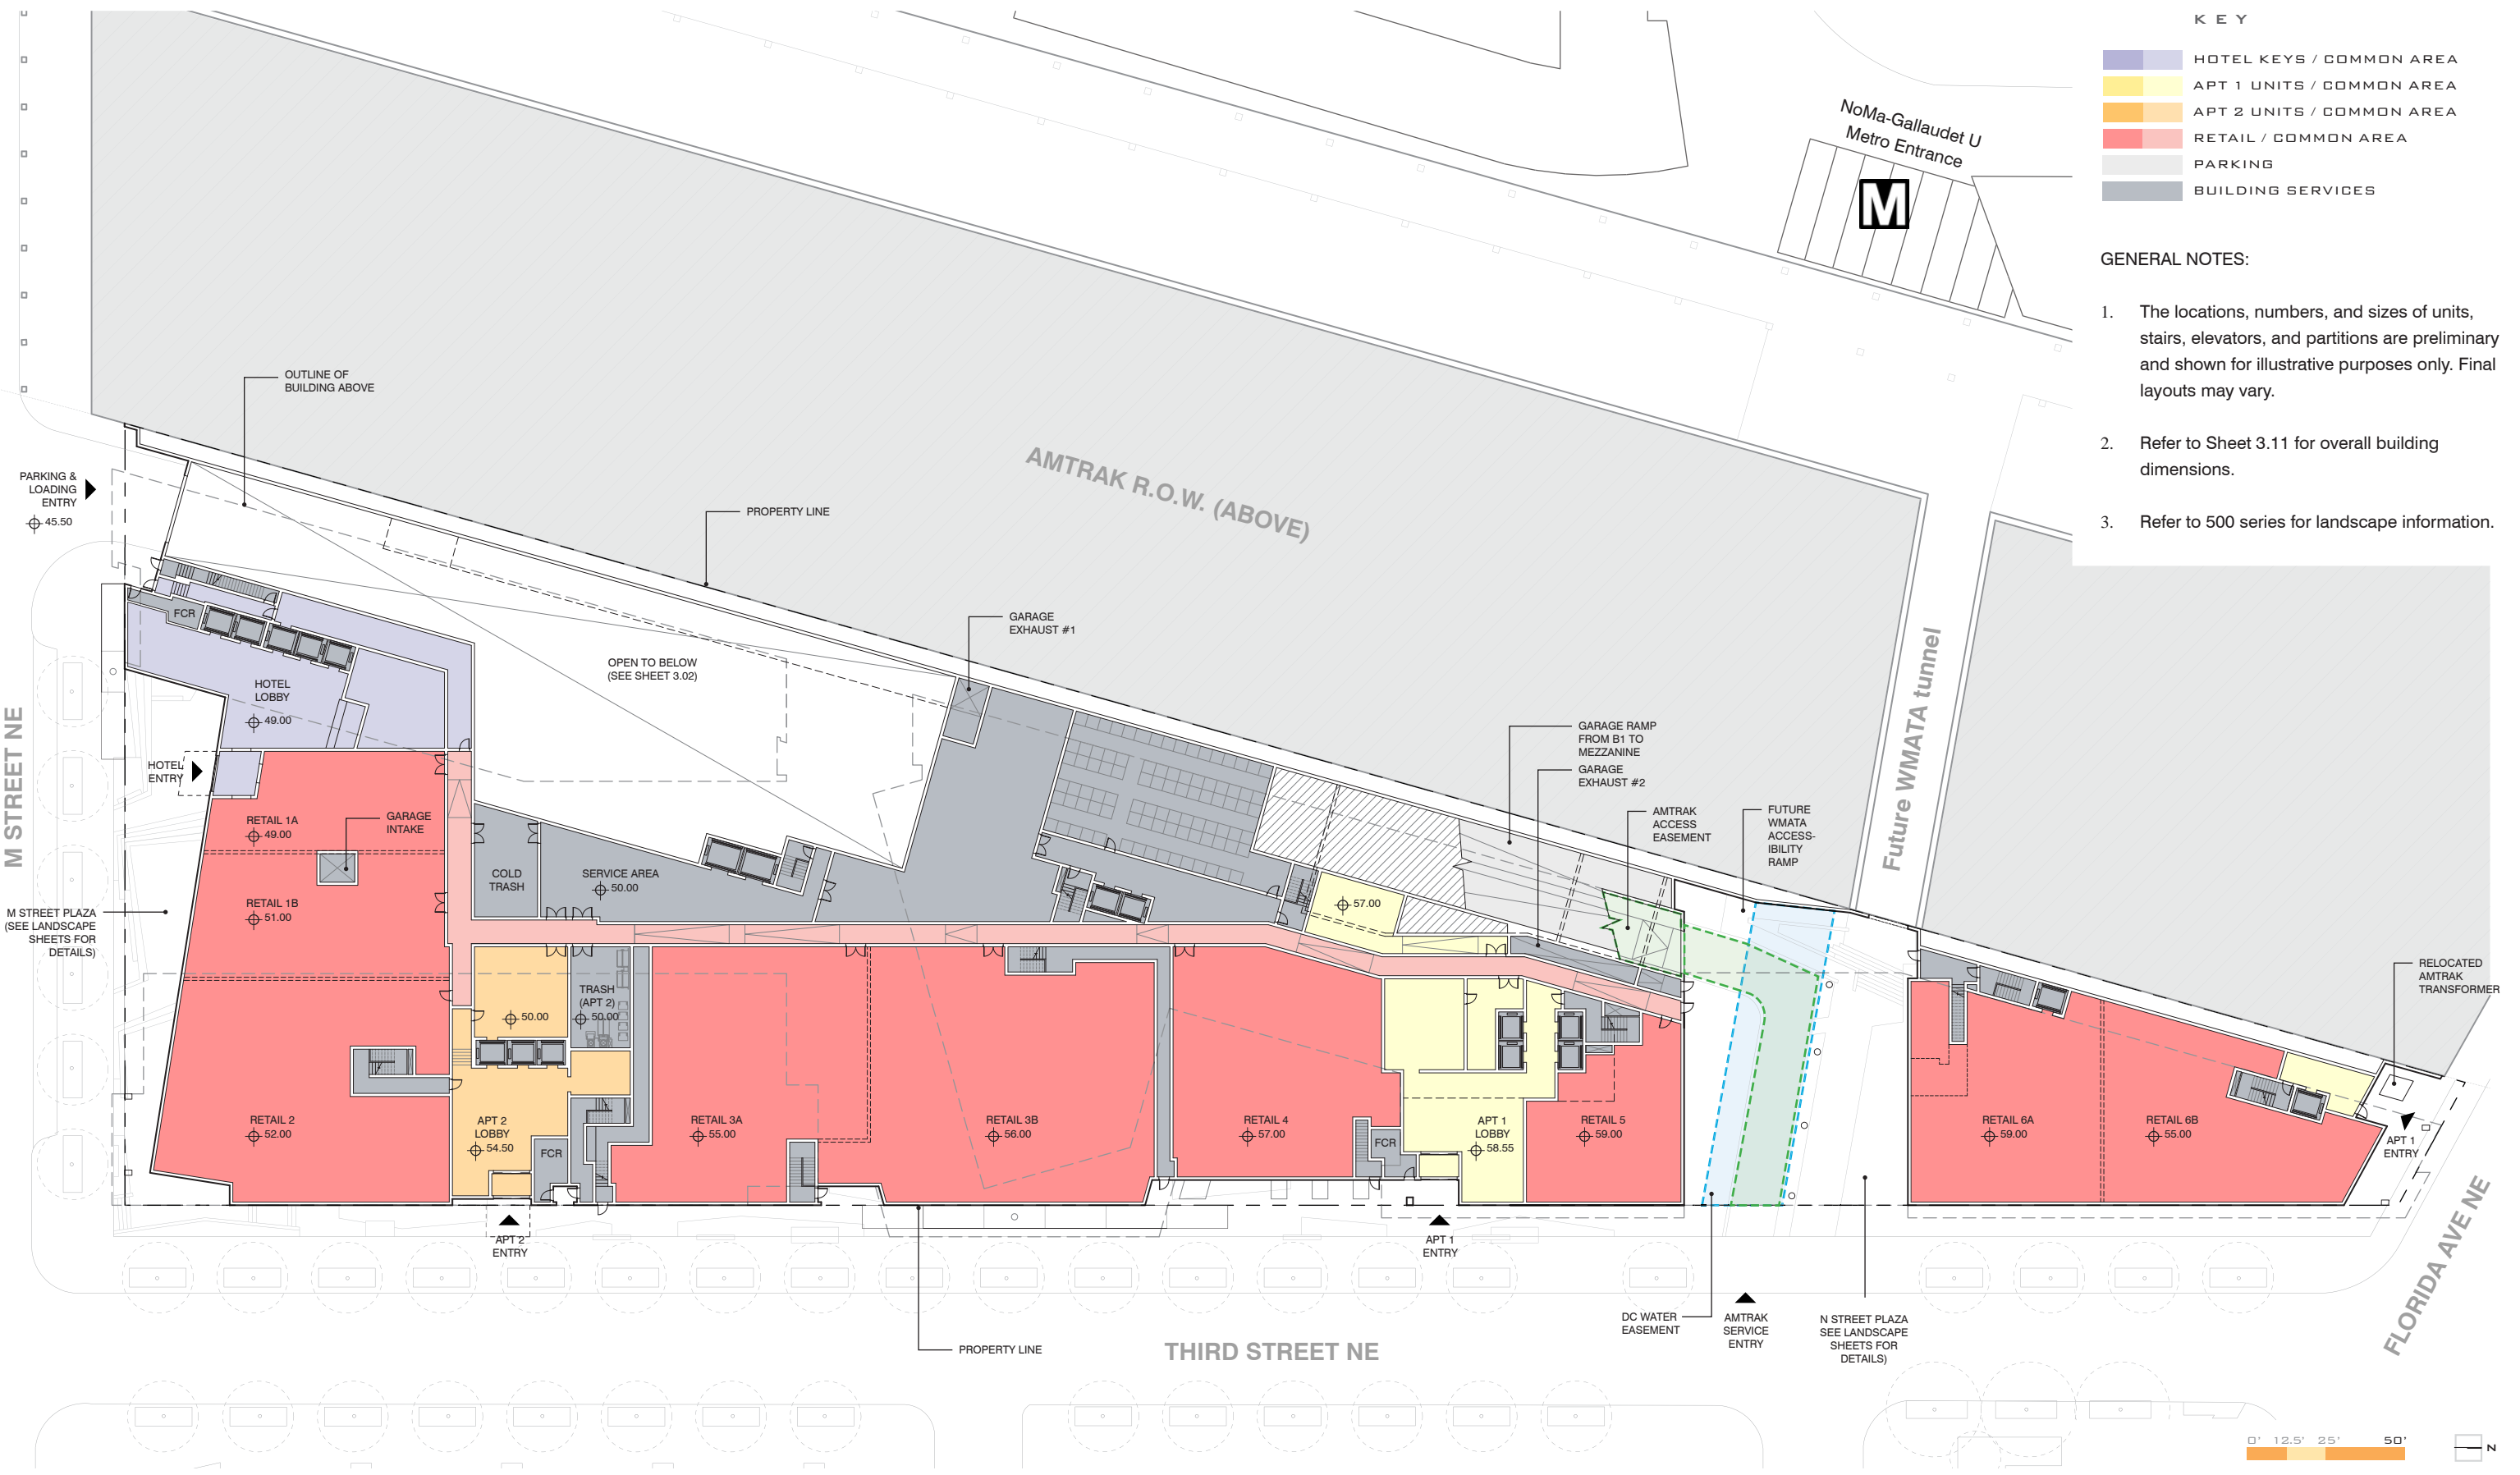 KEY
HOTEL KEYS / COMMON AREA
APT 1 UNITS / COMMON AREA
APT 2 UNITS / COMMON AREA
RETAIL / COMMON AREA
PARKING
BUILDING SERVICES
GENERAL NOTES:
1. The locations, numbers, and sizes of units,
stairs, elevators, and partitions are preliminary
and shown for illustrative purposes only. Final
layouts may vary.
2. Refer to Sheet 3.11 for overall building
dimensions.
3. Refer to 500 series for landscape information.
NoMa-Gallaudet U
Metro Entrance
M
OUTLINE OF
BUILDING ABOVE
PARKING &
LOADING
ENTRY
45.50
PROPERTY LINE
AMTRAK R.O.W. (ABOVE)
GARAGE
EXHAUST #1
OPEN TO BELOW
(SEE SHEET 3.02)
FCR
HOTEL
LOBBY
49.00
HOTEL
ENTRY
M STREET NE
RETAIL 1A
49.00
GARAGE
INTAKE
RETAIL 1B
51.00
M STREET PLAZA
(SEE LANDSCAPE
SHEETS FOR
DETAILS)
COLD
TRASH
SERVICE AREA
50.00
GARAGE RAMP
FROM B1 TO
MEZZANINE
GARAGE
EXHAUST #2
AMTRAK
ACCESS
EASEMENT
FUTURE
WMATA
ACCESS-
IBILITY
RAMP
Future WMATA tunnel
57.00
RELOCATED
AMTRAK
TRANSFORMER
TRASH
(APT 2)
50.00
50.00
RETAIL 2
52.00
APT 2
LOBBY
54.50
FCR
RETAIL 3A
55.00
RETAIL 3B
56.00
RETAIL 4
57.00
FCR
APT 1
LOBBY
58.55
RETAIL 5
59.00
RETAIL 6A
59.00
RETAIL 6B
55.00
APT 1
ENTRY
APT 2
ENTRY
APT 1
ENTRY
DC WATER
EASEMENT
AMTRAK
SERVICE
ENTRY
N STREET PLAZA
SEE LANDSCAPE
SHEETS FOR
DETAILS)
PROPERTY LINE
THIRD STREET NE
FLORIDA AVE NE
0' 12.5' 25' 50'
N